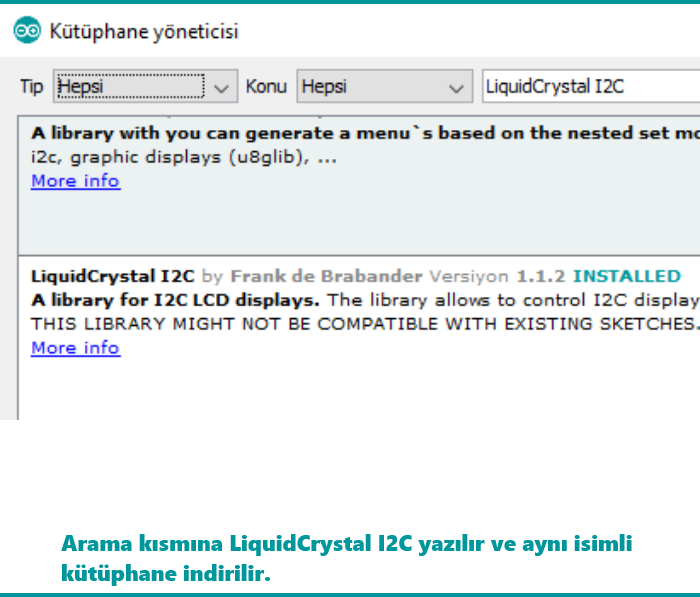 Kütüphane yöneticisi
Tip Hepsi Konu Hepsi LiquidCrystal I2C
A library with you can generate a menu`s based on the nested set mo
i2c, graphic displays (u8glib), ...
More info
LiquidCrystal I2C by Frank de Brabander Versiyon 1.1.2 INSTALLED
A library for I2C LCD displays. The library allows to control I2C display
THIS LIBRARY MIGHT NOT BE COMPATIBLE WITH EXISTING SKETCHES.
More info
Arama kısmına LiquidCrystal I2C yazılır ve aynı isimli
kütüphane indirilir.